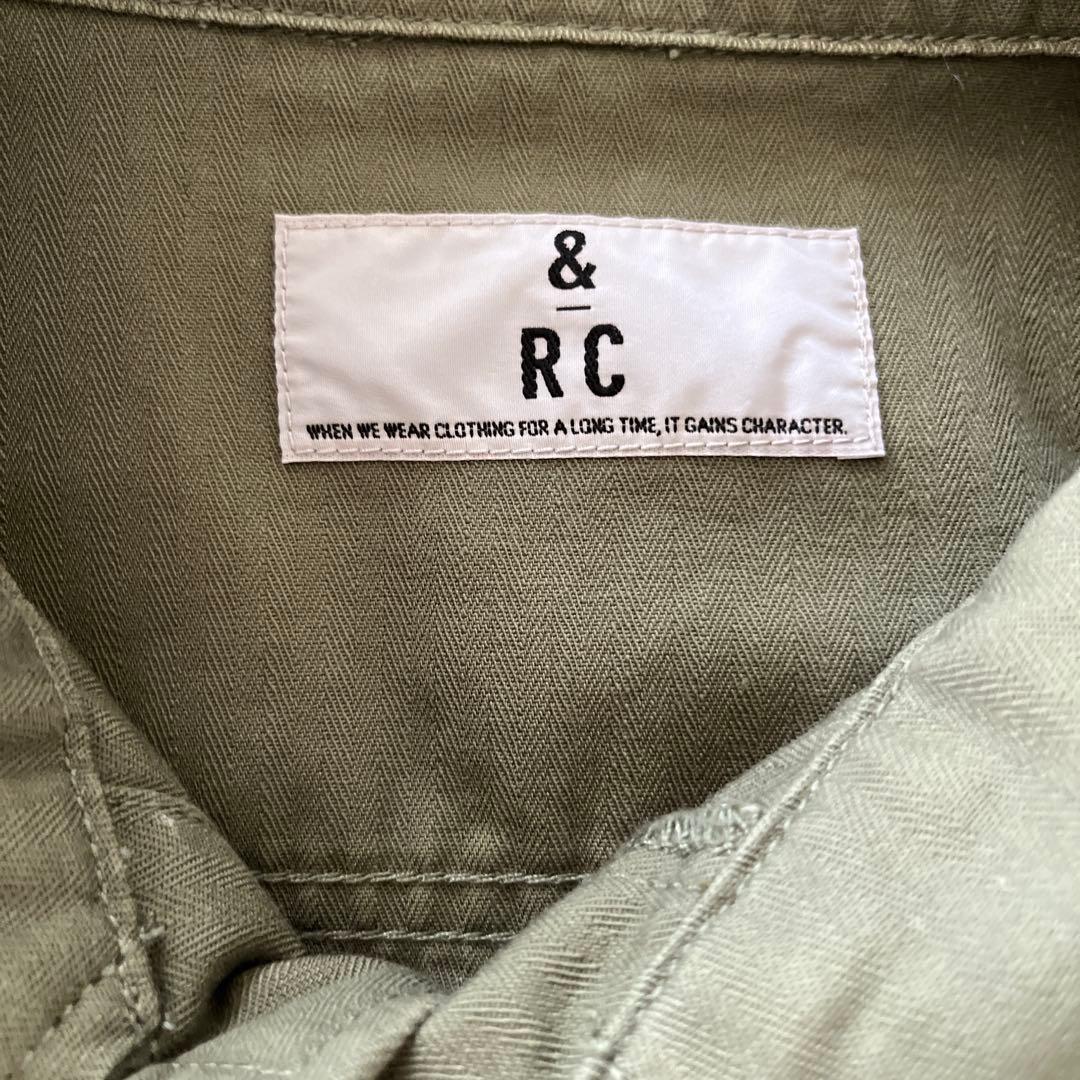 &
RC
WHEN WE WEAR CLOTHING FOR A LONG TIME, IT GAINS CHARACTER.